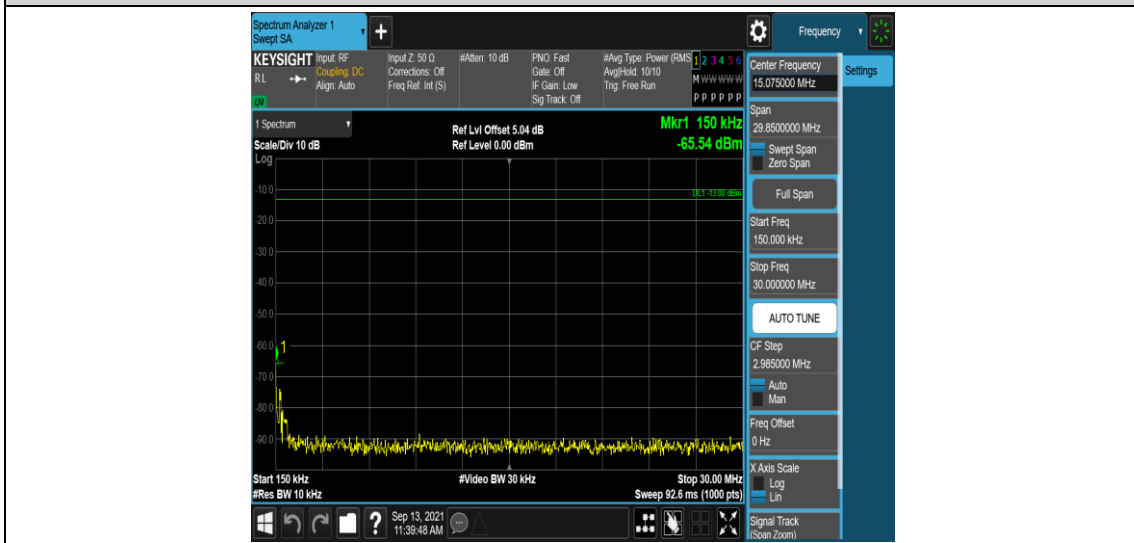 Spectrum Analyzer 1
Swept SA
+
Frequency
KEYSIGHT
RL
Input: RF
Coupling: DC
Align: Auto
Input Z: 50 Ω
Corrections: Off
Freq Ref: Int (S)
#Atten: 10 dB
PNO: Fast
Gate: Off
IF Gain: Low
Sig Track: Off
#Avg Type: Power (RMS
Avg|Hold: 10/10
Trig: Free Run
1 2 3 4 5 6
M W W W W W
P P P P P P
Center Frequency
15.075000 MHz
Settings
Span
29.8500000 MHz
Swept Span
Zero Span
Full Span
Start Freq
150.000 kHz
Stop Freq
30.000000 MHz
AUTO TUNE
CF Step
2.985000 MHz
Auto
Man
Freq Offset
0 Hz
X Axis Scale
Log
Lin
Signal Track
(Span Zoom)
1 Spectrum
Scale/Div 10 dB
Ref Lvl Offset 5.04 dB
Ref Level 0.00 dBm
Mkr1 150 kHz
-65.54 dBm
Log
DL1 -13.00 dBm
-10.0
-20.0
-30.0
-40.0
-50.0
-60.0
1
-70.0
-80.0
-90.0
Start 150 kHz
#Video BW 30 kHz
Stop 30.00 MHz
#Res BW 10 kHz
Sweep 92.6 ms (1000 pts)
?
Sep 13, 2021
11:39:48 AM